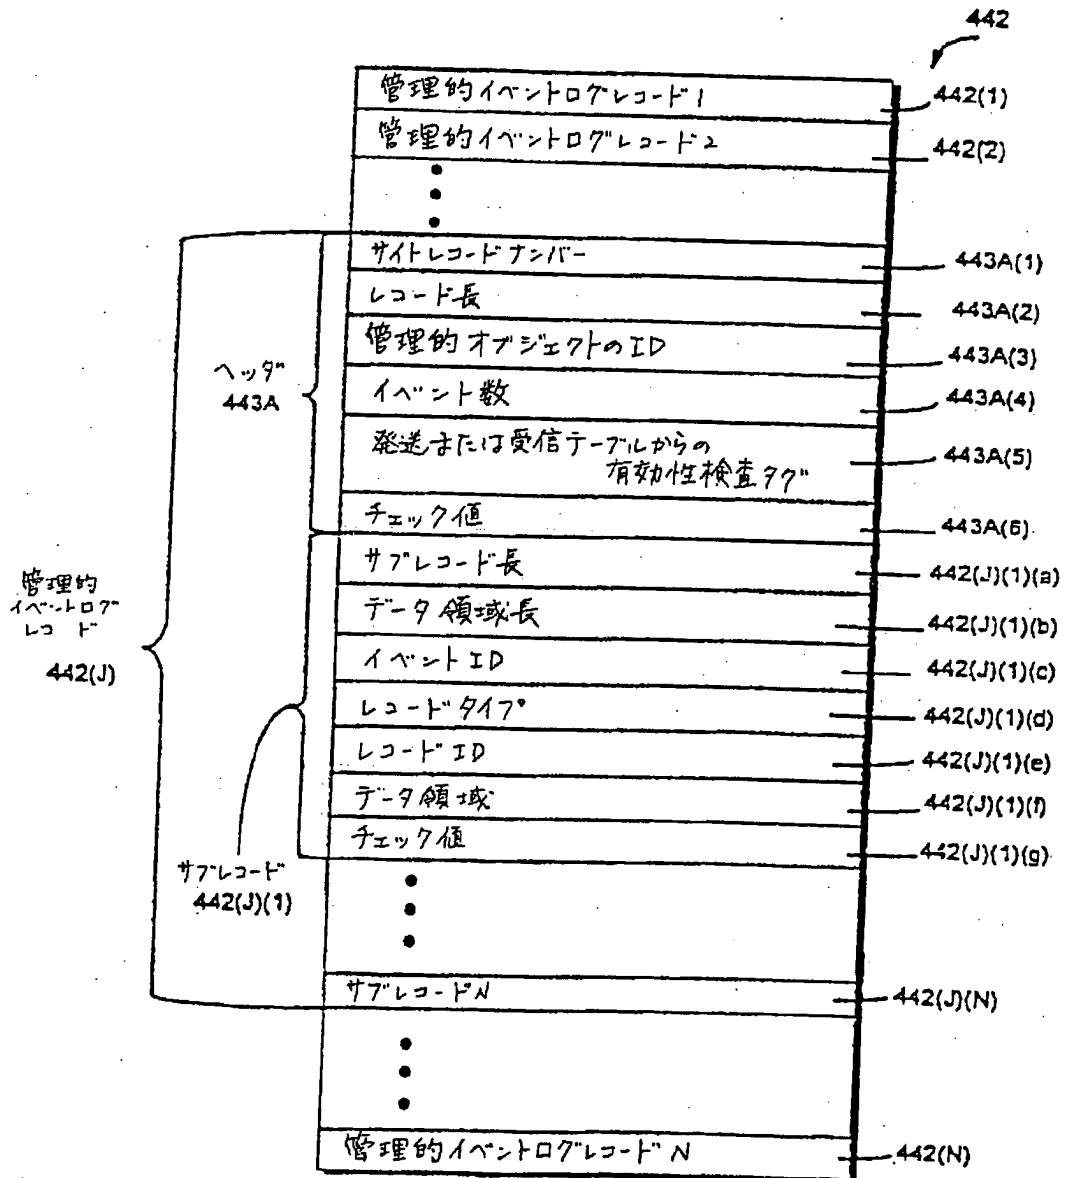 442
管理的イベントログレコード1
442(1)
管理的イベントログレコード2
442(2)
サイトレコードナンバー
443A(1)
レコード長
443A(2)
管理的オブジェクトのID
443A(3)
ヘッダ
443A
イベント数
443A(4)
発送または受信テーブルからの
有効性検査タグ
443A(5)
チェック値
443A(6)
サブレコード長
442(J)(1)(a)
データ領域長
442(J)(1)(b)
管理的
イベントログ
レコード
442(J)
イベントID
442(J)(1)(c)
レコードタイプ
442(J)(1)(d)
レコードID
442(J)(1)(e)
データ領域
442(J)(1)(f)
チェック値
442(J)(1)(g)
サブレコード
442(J)(1)
サブレコードN
442(J)(N)
管理的イベントログレコードN
442(N)